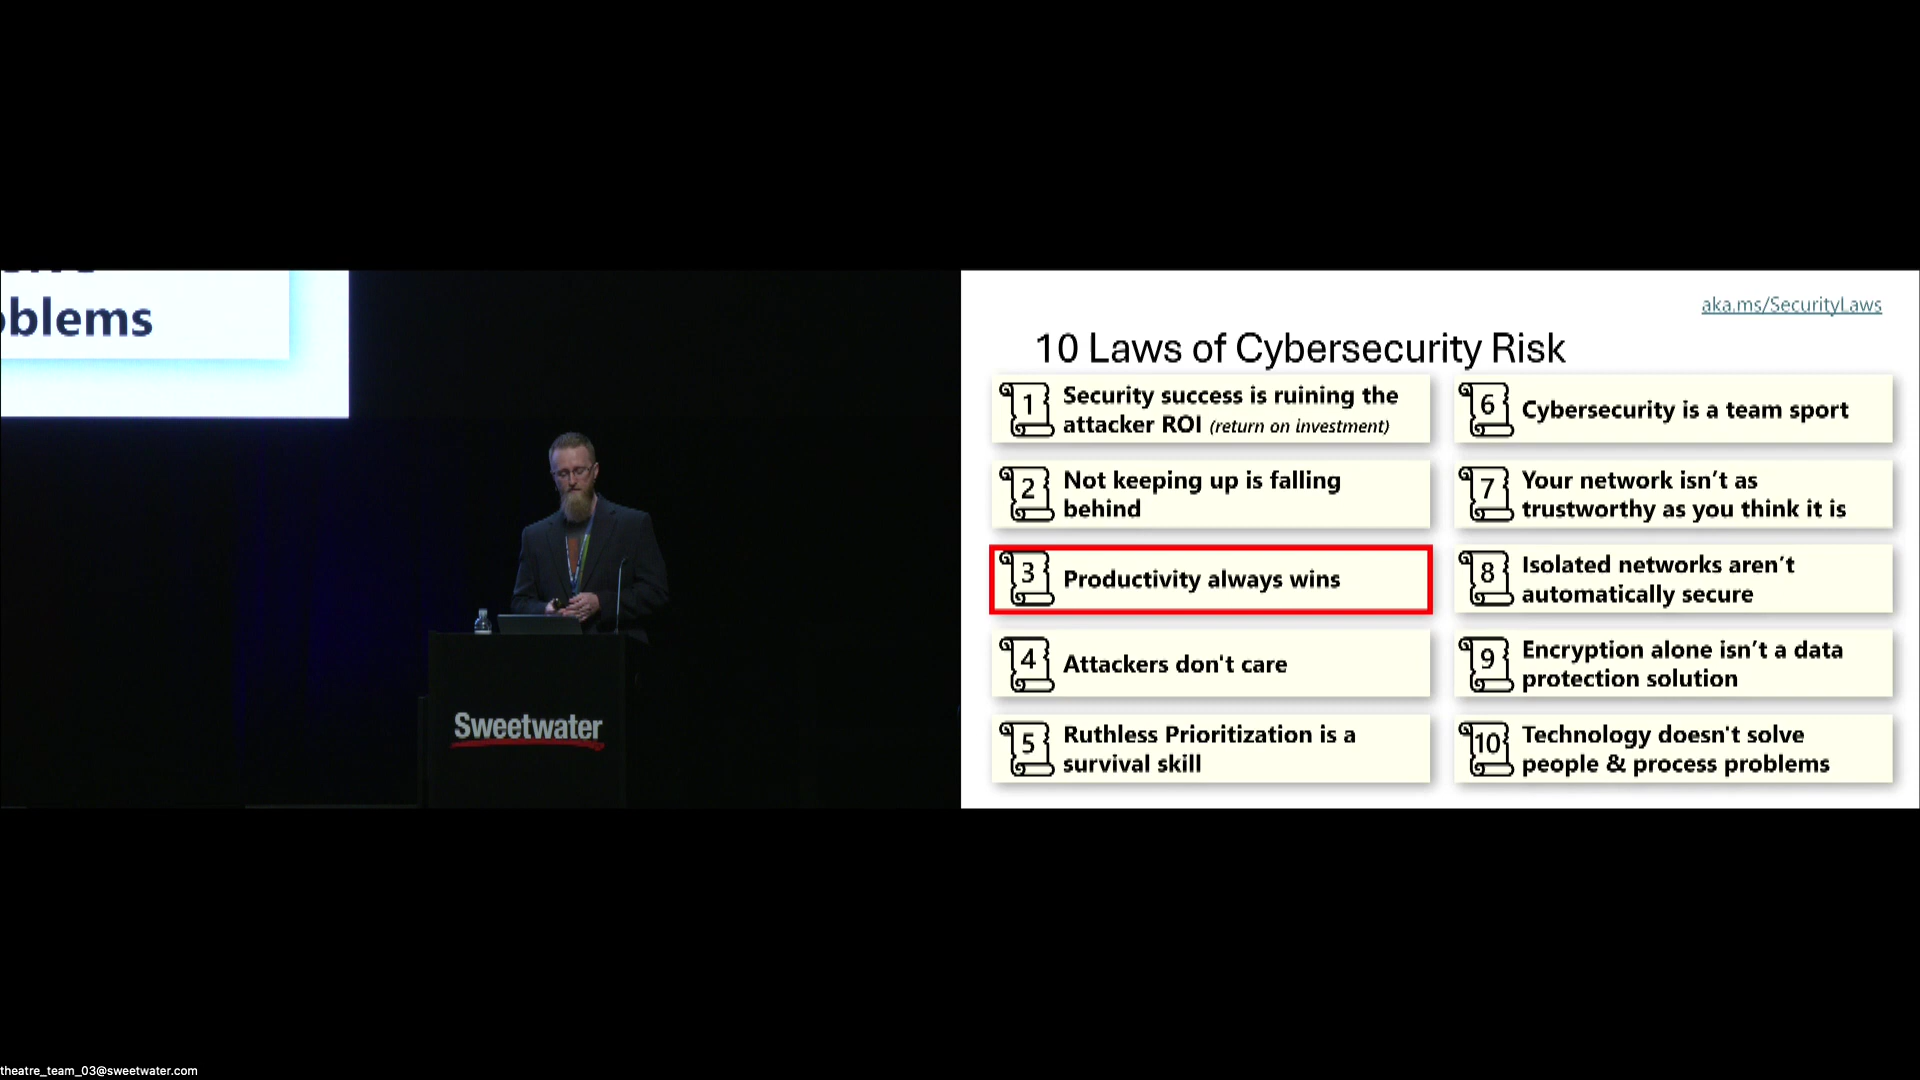 oblems
Sweetwater
aka.ms/SecurityLaws
10 Laws of Cybersecurity Risk
1
Security success is ruining the
attacker ROI (return on investment)
2
Not keeping up is falling
behind
3
Productivity always wins
4
Attackers don't care
5
Ruthless Prioritization is a
survival skill
6
Cybersecurity is a team sport
7
Your network isn’t as
trustworthy as you think it is
8
Isolated networks aren’t
automatically secure
9
Encryption alone isn’t a data
protection solution
10
Technology doesn't solve
people & process problems
theatre_team_03@sweetwater.com